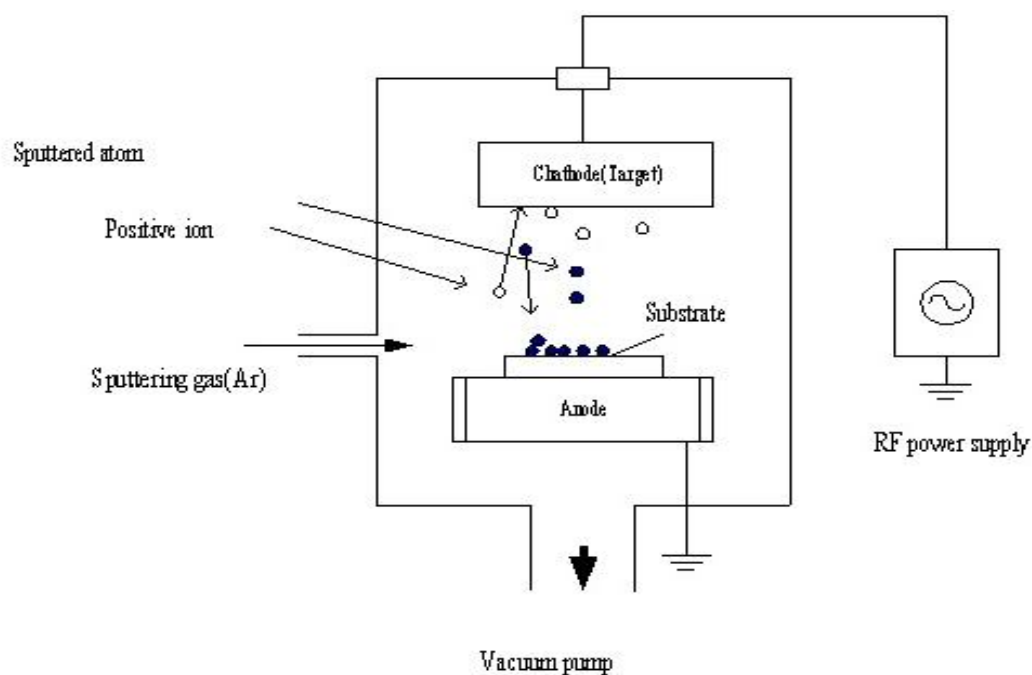 Sputtered atom
Chathode(Target)
Positive ion
Substrate
Sputtering gas(Ar)
Anode
RF power supply
Vacuum pump